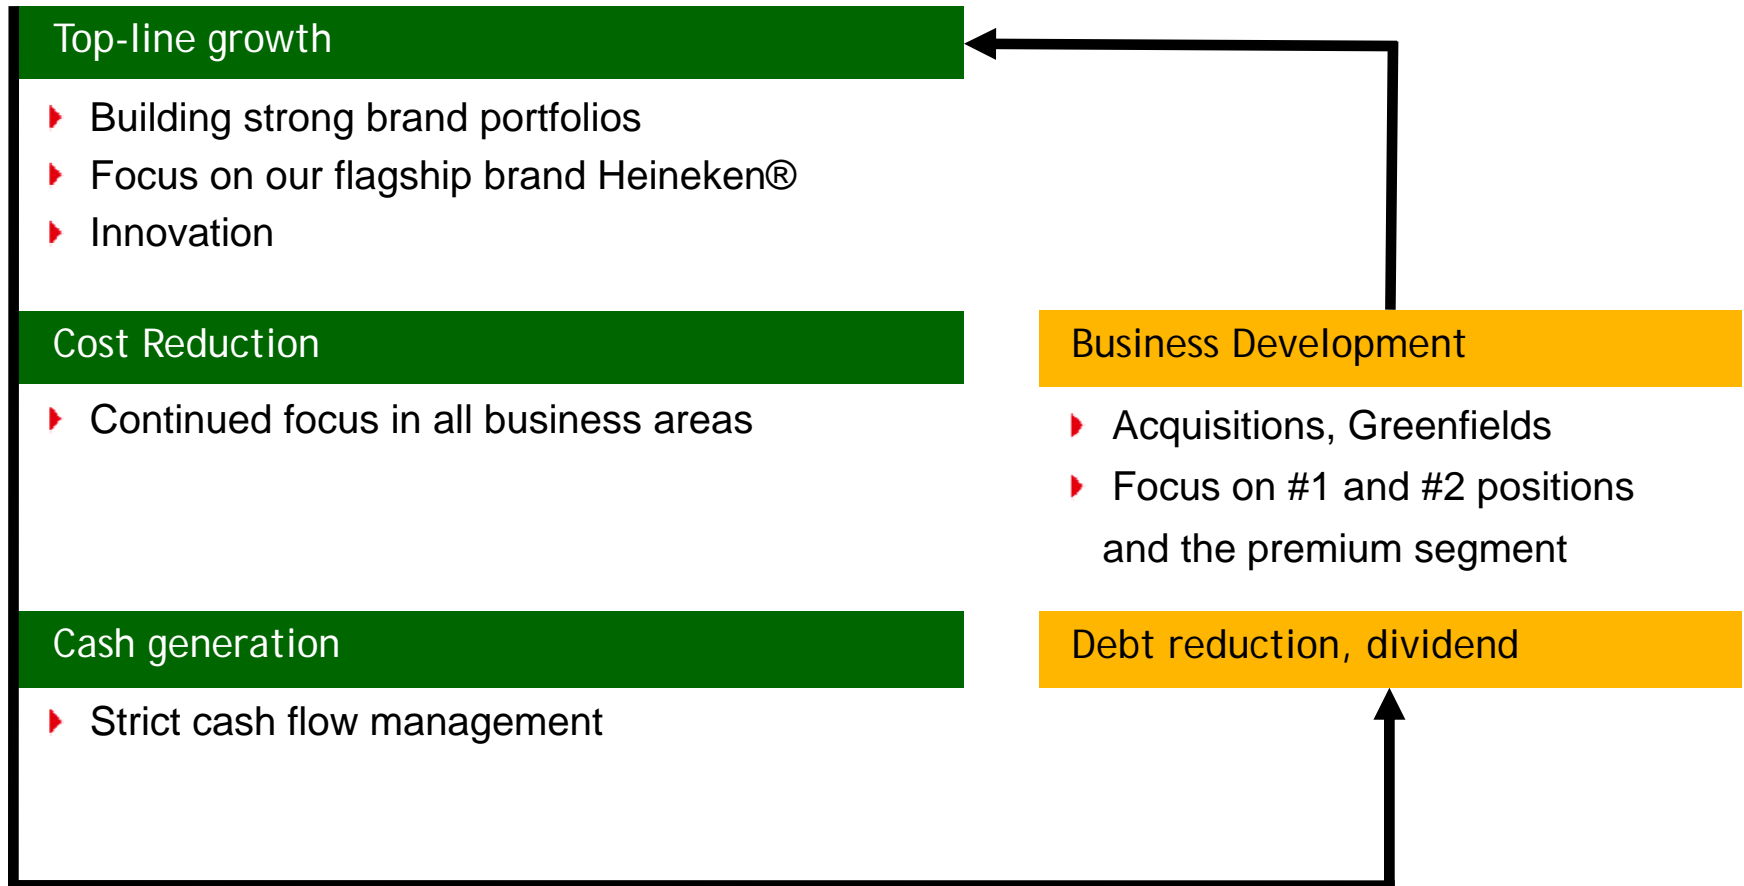 Top-line growth
Building strong brand portfolios
Focus on our flagship brand Heineken®
Innovation
Cost Reduction
Continued focus in all business areas
Cash generation
Strict cash flow management
Business Development
Acquisitions, Greenfields
Focus on #1 and #2 positions
and the premium segment
Debt reduction, dividend